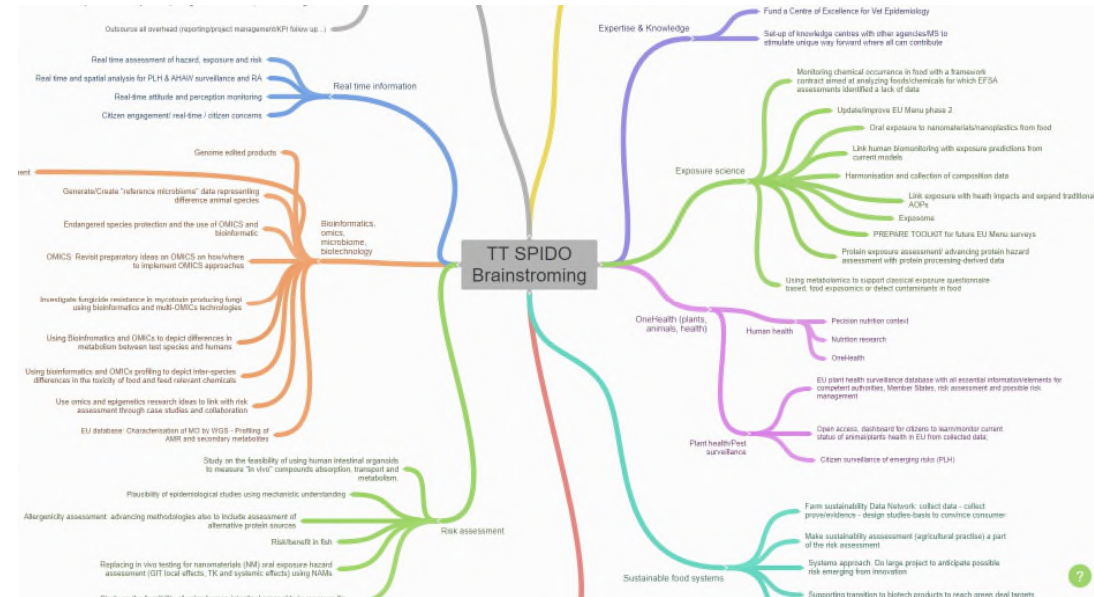 Outsource all overhead (reporting/project management/KPI follow up ..)
Real time assessment of hazard, exposure and risk
Real time and spatial analysis for PLH & AHAW surveillance and RA
Real-time attitude and perception monitoring
Citizen engagement/ real-time / citizen concerns
Real time information
Genome edited products
Generate/Create "reference microbiome" data representing
difference animal species
Endangered species protection and the use of OMICS and
bioinformatic
OMICS: Revisit preparatory ideas on OMICS on how/where
to implement OMICS approaches
Investigate fungicide resistance in mycotoxin producing fungi
using bioinformatics and multi-OMICs technologies
Using Bioinfromatics and OMICs to depict differences in
metabolism between test species and humans
Using bioinformatics and OMICs profiling to depict inter-species
differences in the toxicity of food and feed relevant chemicals
Use omics and epigenetics research ideas to link with risk
assessment through case studies and collaboration
EU database: Characterisation of MO by WGS - Profiling of
AMR and secondary metabolites
Bioinformatics,
omics,
microbiome,
biotechnology
Study on the feasibility of using human intestinal organoids
to measure "in vivo" compounds absorption, transport and
metabolism.
Plausibility of epidemiological studies using mechanistic understanding
Allergenicity assessment: advancing methodologies also to include assessment of
alternative protein sources
Risk/benefit in fish
Replacing in vivo testing for nanomaterials (NM) oral exposure hazard
assessment (GIT local effects, TK and systemic effects) using NAMs
Risk assessment
TT SPIDO
Brainstroming
Expertise & Knowledge
Fund a Centre of Excellence for Vet Epidemiology
Set-up of knowledge centres with other agencies/MS to
stimulate unique way forward where all can contribute
Exposure science
Monitoring chemical occurrence in food with a framework
contract aimed at analyzing foods/chemicals for which EFSA
assessments identified a lack of data
Update/improve EU Menu phase 2
Oral exposure to nanomaterials/nanoplastics from food
Link human biomonitoring with exposure predictions from
current models
Harmonisation and collection of composition data
Link exposure with heath impacts and expand traditional
AOPs
Exposome
PREPARE TOOLKIT for future EU Menu surveys
Protein exposure assessment/ advancing protein hazard
assessment with protein processing-derived data
Using metabolomics to support classical exposure questionnaire
based, food exposomics or detect contaminants in food
OneHealth (plants,
animals, health)
Human health
Pecision nutrition context
Nutrition research
OneHealth
Plant health/Pest
surveillance
EU plant health surveillance database with all essential information/elements for
competent authorities, Member States, risk assessment and possible risk
management
Open access, dashboard for citizens to learn/monitor current
status of animal/plants health in EU from collected data;
Citizen surveillance of emerging risks (PLH)
Sustainable food systems
Farm sustainability Data Network: collect data - collect
prove/evidence - design studies-basis to convince consumer
Make sustainability asssessment (agricultural practise) a part
of the risk assessment
Systems approach. Do large project to anticipate possible
risk emerging from innovation
Supporting transition to biotech products to reach green deal targets
?